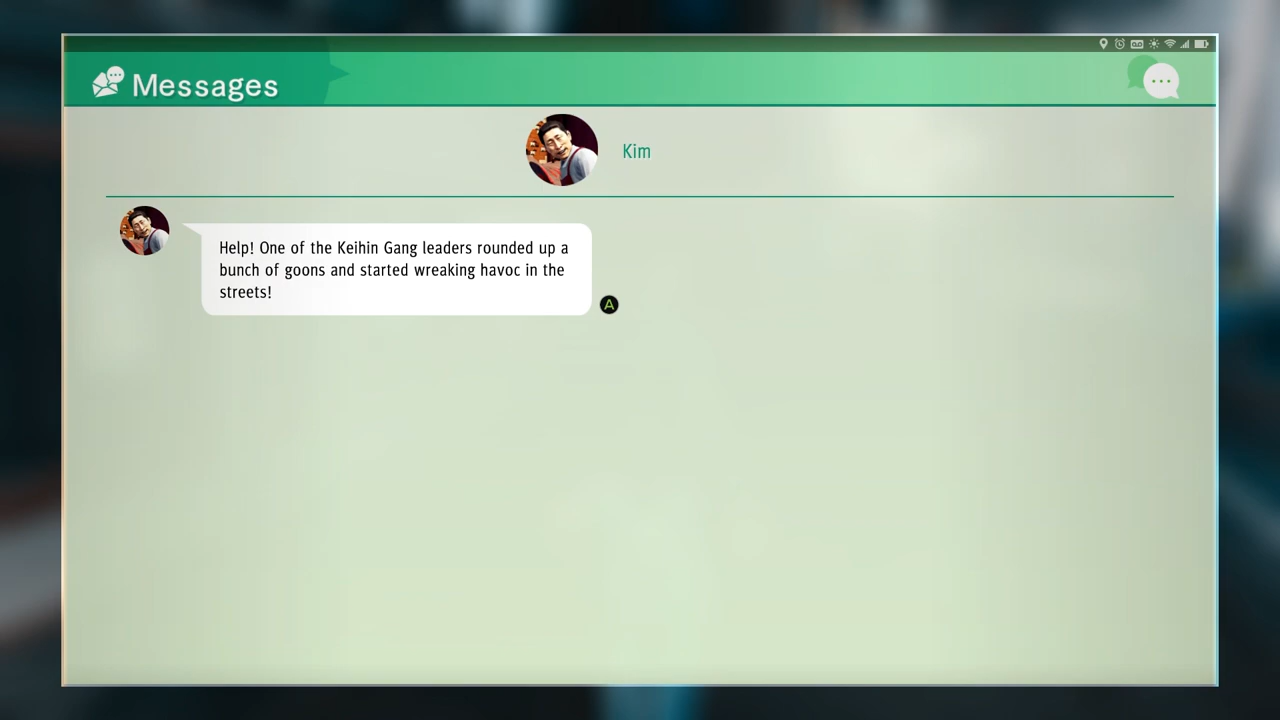 Messages
Kim
Help! One of the Keihin Gang leaders rounded up a
bunch of goons and started wreaking havoc in the
streets!
A